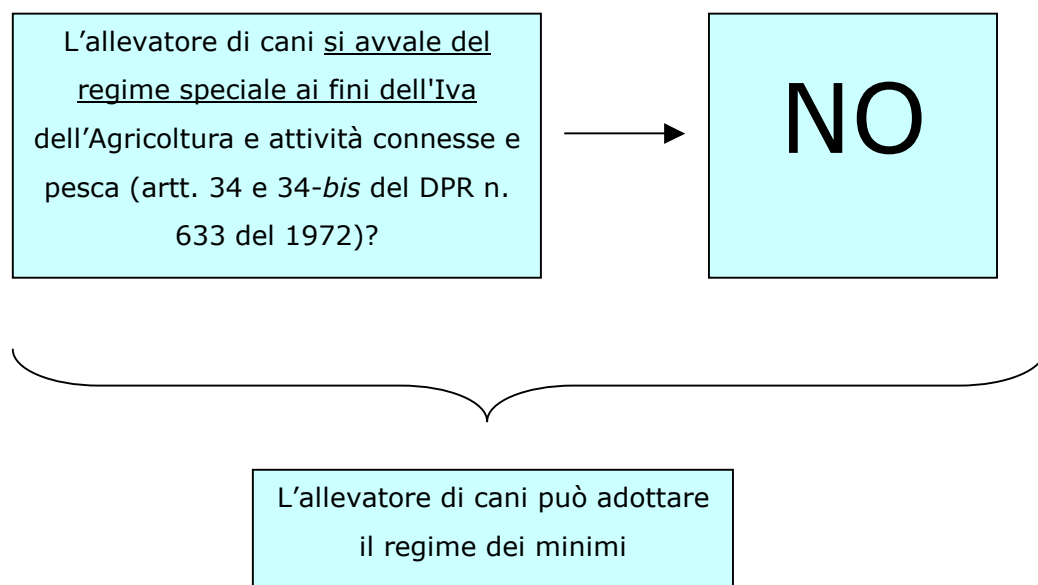 L’allevatore di cani si avvale del
regime speciale ai fini dell'Iva
dell’Agricoltura e attività connesse e
pesca (artt. 34 e 34-bis del DPR n.
633 del 1972)?
NO
L’allevatore di cani può adottare
il regime dei minimi